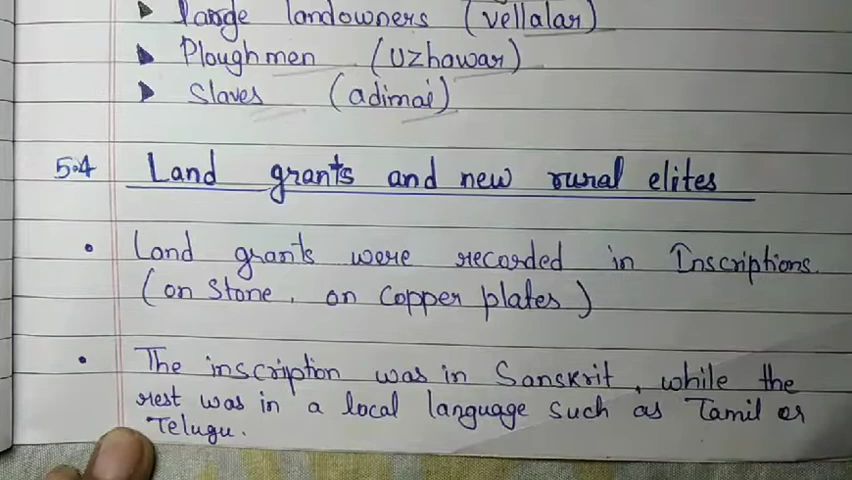 ▶ Large landowners (vellalar)
▶ Ploughmen (Uzhawar)
▶ Slaves (adimai)
5.4 Land grants and new rural elites
• Land grants were recorded in Inscriptions.
(on stone, on copper plates)
• The inscription was in Sanskrit, while the
rest was in a local language such as Tamil or
Telugu.